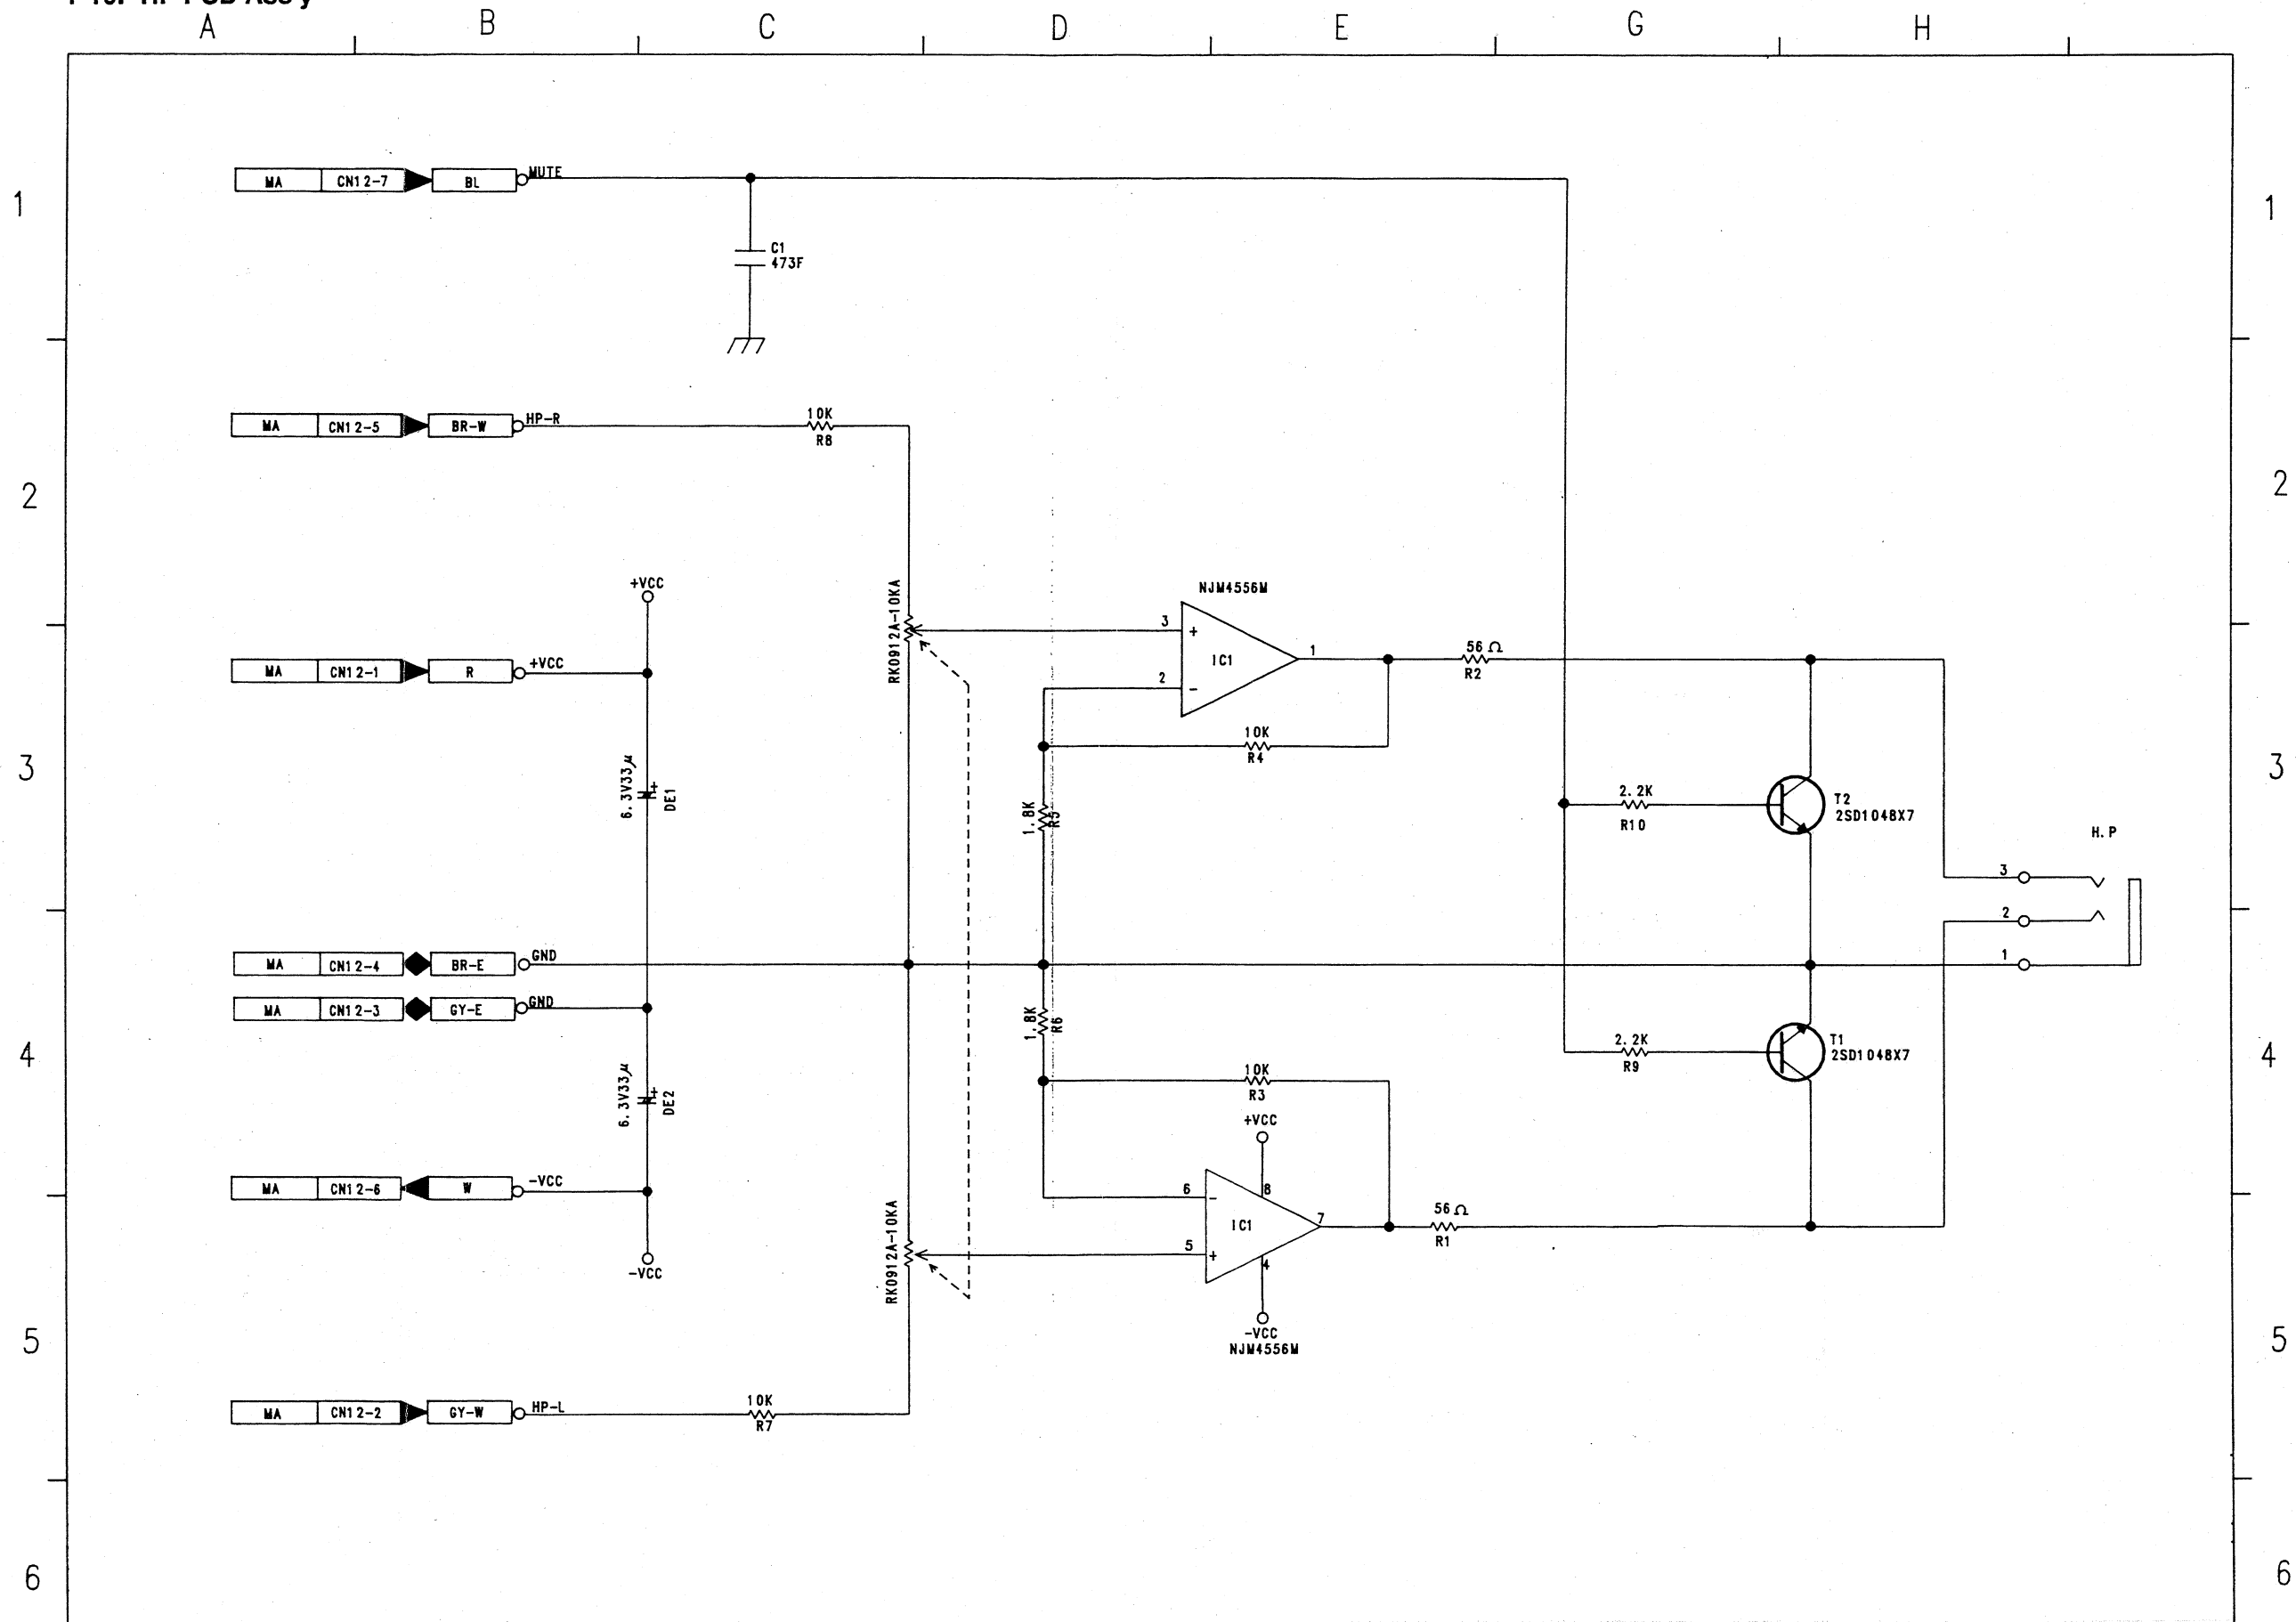 HP PCB Ass'y
A B C D E G H
1 1
MA CN12-7 BL MUTE
C1
473F
MA CN12-5 BR-W HP-R
10K
R8
2 2
+VCC
RK0912A-10KA
NJM4556M
3
+
IC1
1
2
-
56Ω
R2
MA CN12-1 R +VCC
10K
R4
3 3
6.3V33μ
+
DE1
1.8K
R5
2.2K
R10
T2
2SD1048X7
H.P
3
2
1
MA CN12-4 BR-E GND
MA CN12-3 GY-E GND
1.8K
R6
4 4
2.2K
R9
T1
2SD1048X7
6.3V33μ
+
DE2
10K
R3
+VCC
8
6
-
IC1
7
5
+
4
56Ω
R1
MA CN12-6 W -VCC
-VCC
RK0912A-10KA
-VCC
NJM4556M
5 5
MA CN12-2 GY-W HP-L
10K
R7
6 6